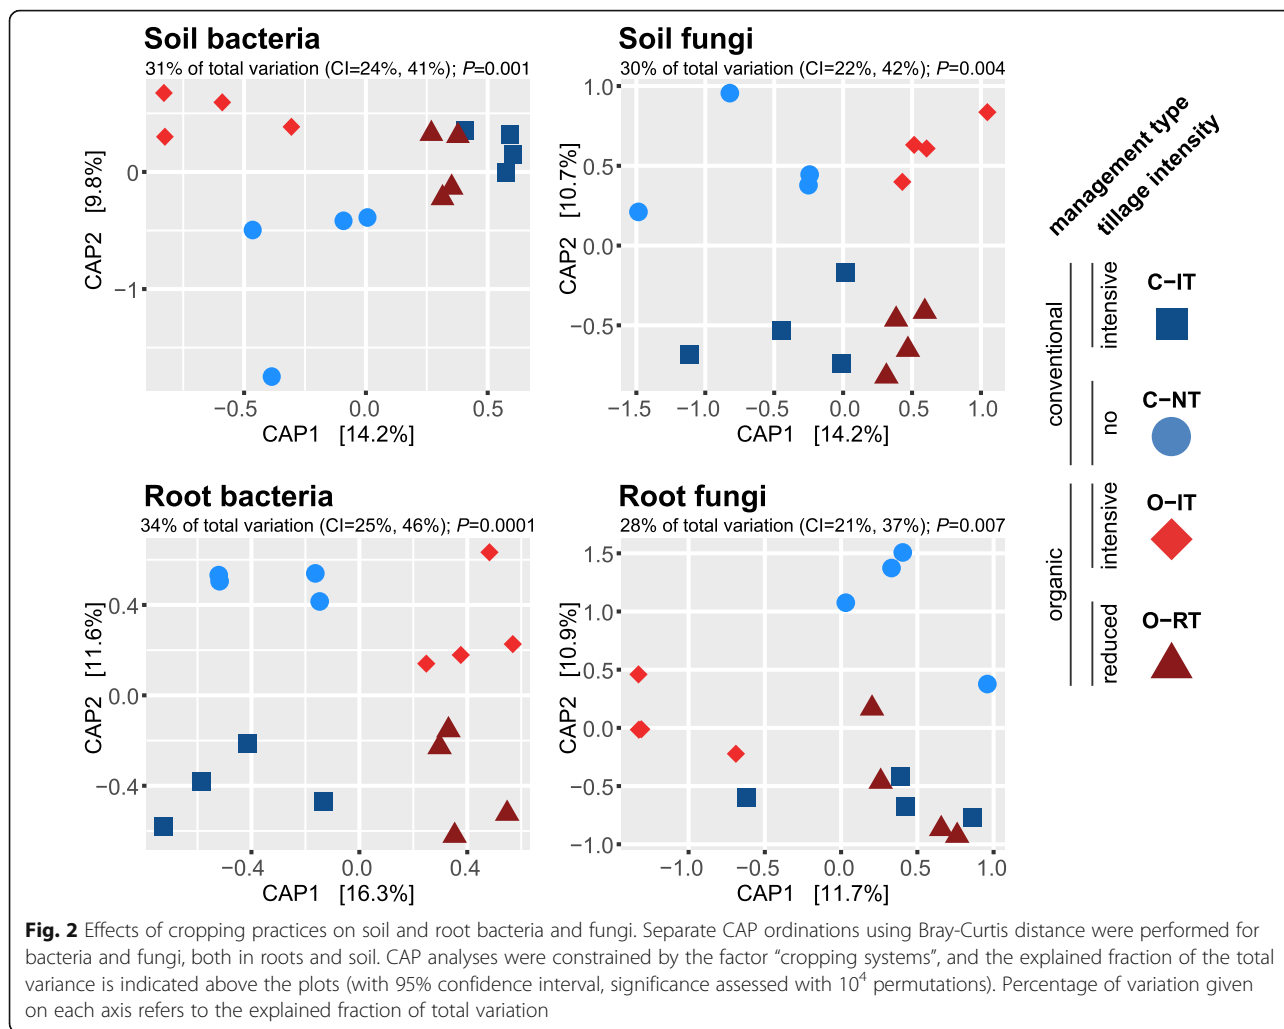 Soil bacteria
31% of total variation (CI=24%, 41%); P=0.001
0
−1
CAP2 [9.8%]
−0.5
0.0
0.5
CAP1 [14.2%]
Soil fungi
30% of total variation (CI=22%, 42%); P=0.004
1.0
0.5
0.0
−0.5
CAP2 [10.7%]
−1.5
−1.0
−0.5
0.0
0.5
1.0
CAP1 [14.2%]
Root bacteria
34% of total variation (CI=25%, 46%); P=0.0001
0.4
0.0
−0.4
CAP2 [11.6%]
−0.4
0.0
0.4
CAP1 [16.3%]
Root fungi
28% of total variation (CI=21%, 37%); P=0.007
1.5
1.0
0.5
0.0
−0.5
−1.0
CAP2 [10.9%]
−1.0
−0.5
0.0
0.5
1.0
CAP1 [11.7%]
management type
tillage intensity
conventional
intensive
C−IT
no
C−NT
organic
intensive
O−IT
reduced
O−RT
Fig. 2 Effects of cropping practices on soil and root bacteria and fungi. Separate CAP ordinations using Bray-Curtis distance were performed for
bacteria and fungi, both in roots and soil. CAP analyses were constrained by the factor “cropping systems”, and the explained fraction of the total
variance is indicated above the plots (with 95% confidence interval, significance assessed with 10⁴ permutations). Percentage of variation given
on each axis refers to the explained fraction of total variation